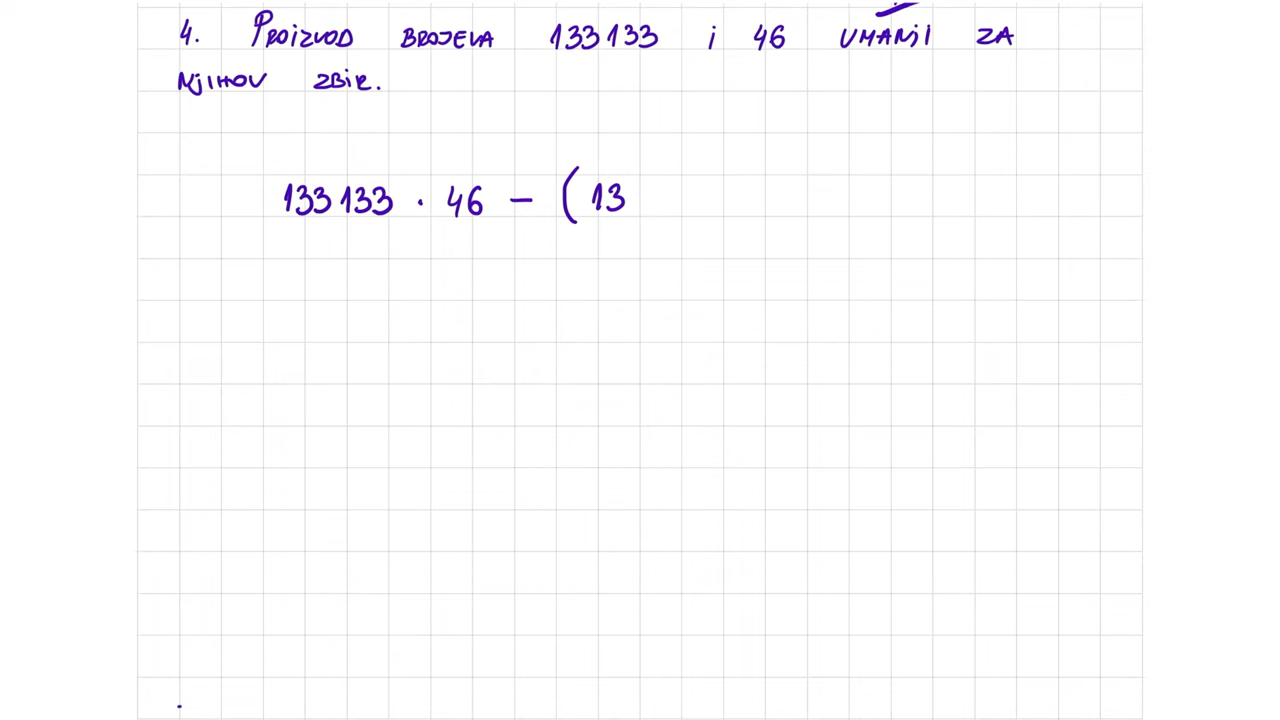 4. Proizvod brojeva 133133 i 46 umanji za
njihov zbir.
133133 · 46 - ( 13